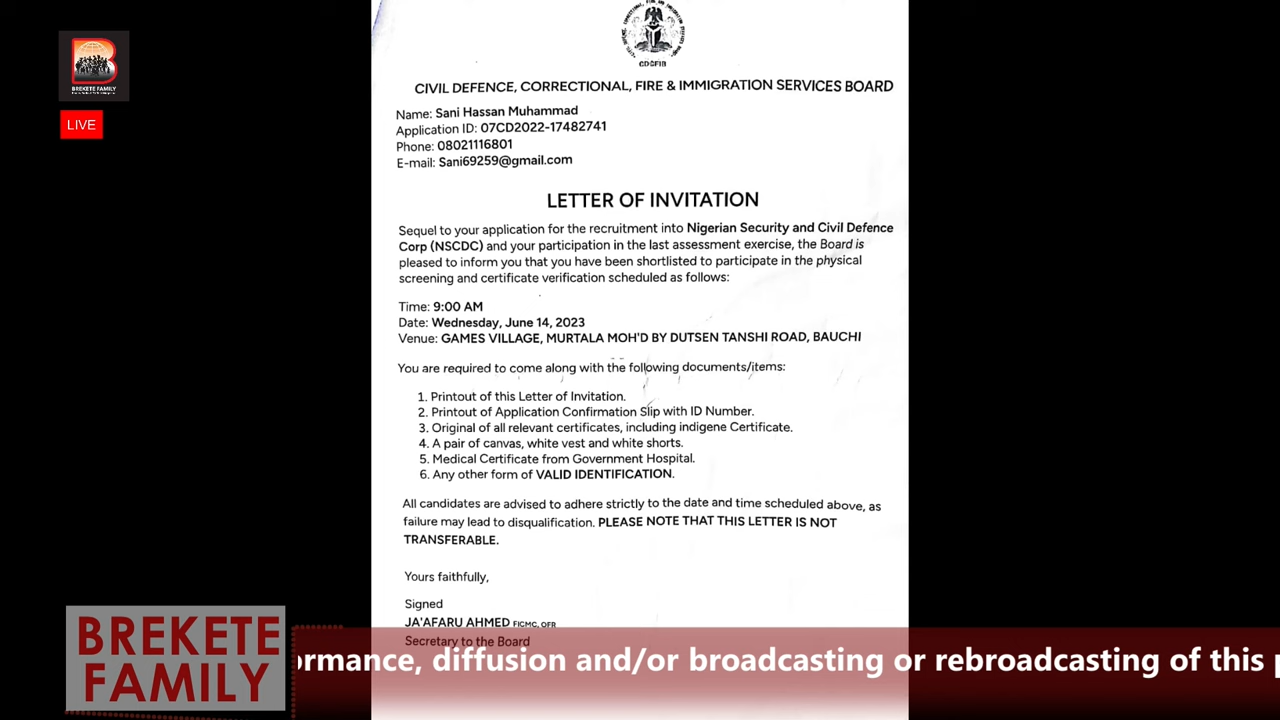 B
BREKETE FAMILY
LIVE
CDCFIB
CIVIL DEFENCE, CORRECTIONAL, FIRE & IMMIGRATION SERVICES BOARD
Name: Sani Hassan Muhammad
Application ID: 07CD2022-17482741
Phone: 08021116801
E-mail: Sani69259@gmail.com
LETTER OF INVITATION
Sequel to your application for the recruitment into Nigerian Security and Civil Defence
Corp (NSCDC) and your participation in the last assessment exercise, the Board is
pleased to inform you that you have been shortlisted to participate in the physical
screening and certificate verification scheduled as follows:
Time: 9:00 AM
Date: Wednesday, June 14, 2023
Venue: GAMES VILLAGE, MURTALA MOH'D BY DUTSEN TANSHI ROAD, BAUCHI
You are required to come along with the following documents/items:
1. Printout of this Letter of Invitation.
2. Printout of Application Confirmation Slip with ID Number.
3. Original of all relevant certificates, including indigene Certificate.
4. A pair of canvas, white vest and white shorts.
5. Medical Certificate from Government Hospital.
6. Any other form of VALID IDENTIFICATION.
All candidates are advised to adhere strictly to the date and time scheduled above, as
failure may lead to disqualification. PLEASE NOTE THAT THIS LETTER IS NOT
TRANSFERABLE.
Yours faithfully,
Signed
JA'AFARU AHMED FICMC, OFR
Secretary to the Board
BREKETE
FAMILY
ormance, diffusion and/or broadcasting or rebroadcasting of this p